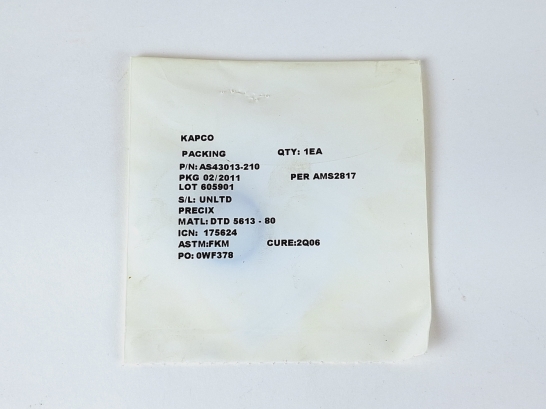 KAPCO
PACKING QTY: 1EA
P/N: AS43013-210
PKG 02/2011 PER AMS2817
LOT 605901
S/L: UNLTD
PRECIX
MATL: DTD 5613 - 80
ICN: 175624
ASTM:FKM CURE:2Q06
PO: 0WF378